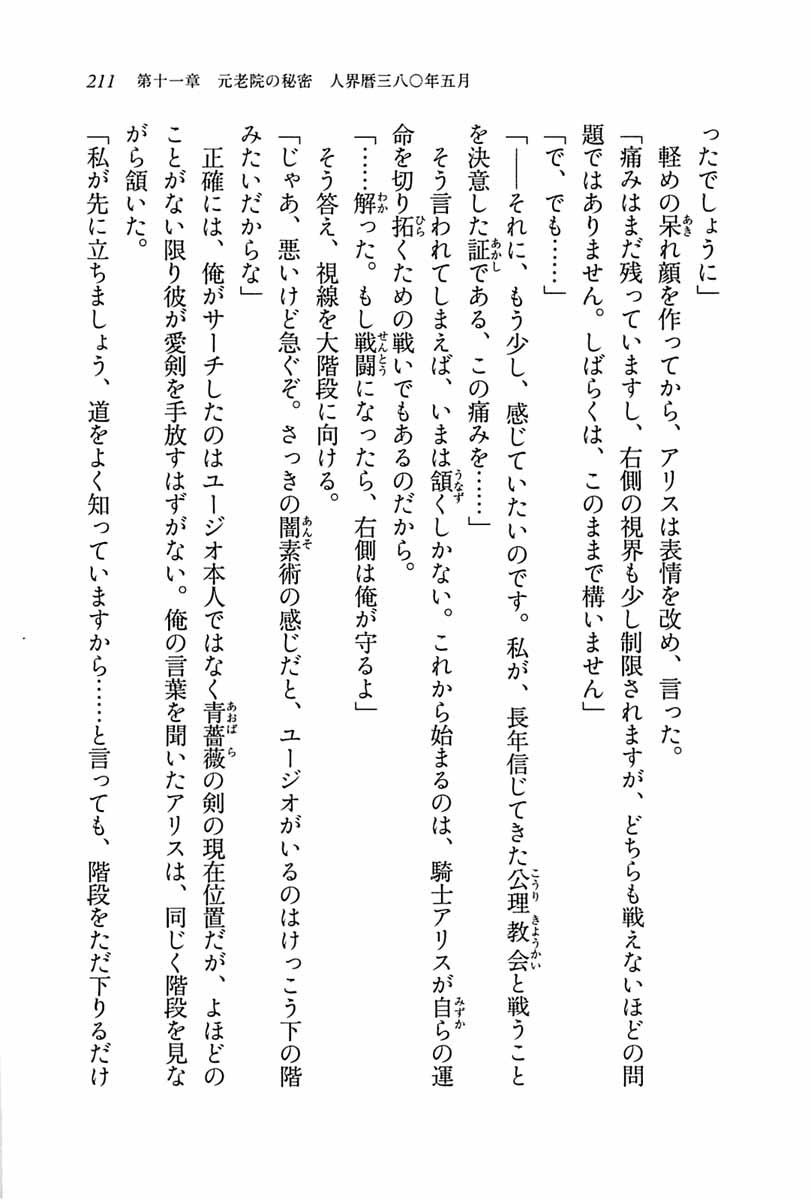 211　第十一章　元老院の秘密　人界暦三八〇年五月
ったでしょうに」
　軽めの呆れ顔を作ってから、アリスは表情を改め、言った。
「痛みはまだ残っていますし、右側の視界も少し制限されますが、どちらも戦えないほどの問
題ではありません。しばらくは、このままで構いません」
「で、でも……」
「――それに、もう少し、感じていたいのです。私が、長年信じてきた公理教会と戦うこと
を決意した証である、この痛みを……」
　そう言われてしまえば、いまは頷くしかない。これから始まるのは、騎士アリスが自らの運
命を切り拓くための戦いでもあるのだから。
「……解った。もし戦闘になったら、右側は俺が守るよ」
　そう答え、視線を大階段に向ける。
「じゃあ、悪いけど急ぐぞ。さっきの闇素術の感じだと、ユージオがいるのはけっこう下の階
みたいだからな」
　正確には、俺がサーチしたのはユージオ本人ではなく青薔薇の剣の現在位置だが、よほどの
ことがない限り彼が愛剣を手放すはずがない。俺の言葉を聞いたアリスは、同じく階段を見な
がら頷いた。
「私が先に立ちましょう、道をよく知っていますから……と言っても、階段をただ下りるだけ